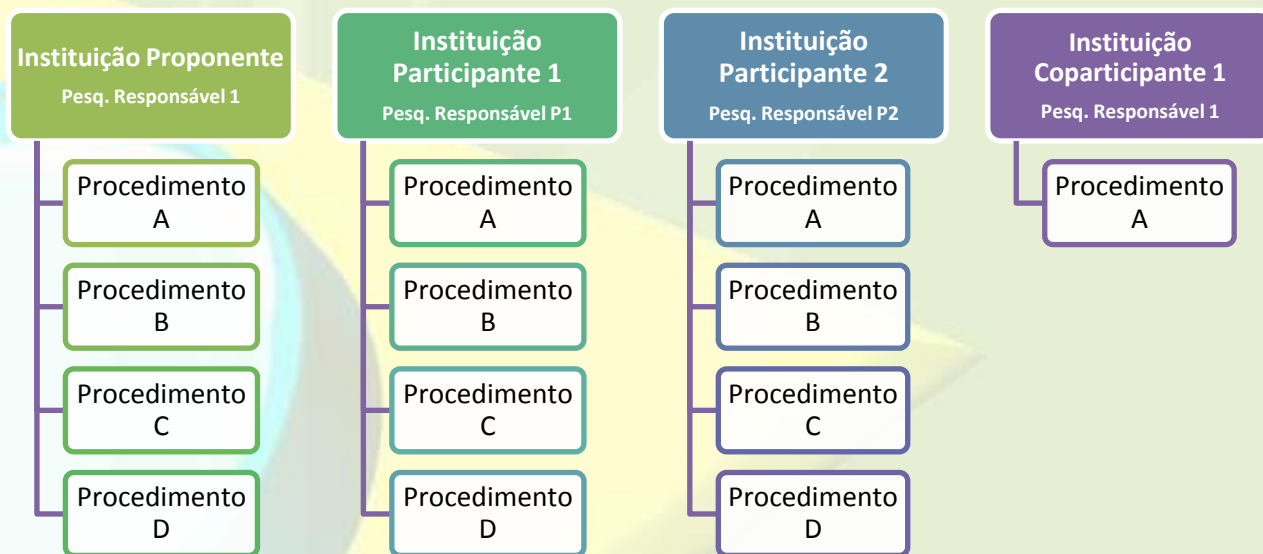 Instituição Proponente
Pesq. Responsável 1
Procedimento
A
Procedimento
B
Procedimento
C
Procedimento
D
Instituição
Participante 1
Pesq. Responsável P1
Procedimento
A
Procedimento
B
Procedimento
C
Procedimento
D
Instituição
Participante 2
Pesq. Responsável P2
Procedimento
A
Procedimento
B
Procedimento
C
Procedimento
D
Instituição
Coparticipante 1
Pesq. Responsável 1
Procedimento
A